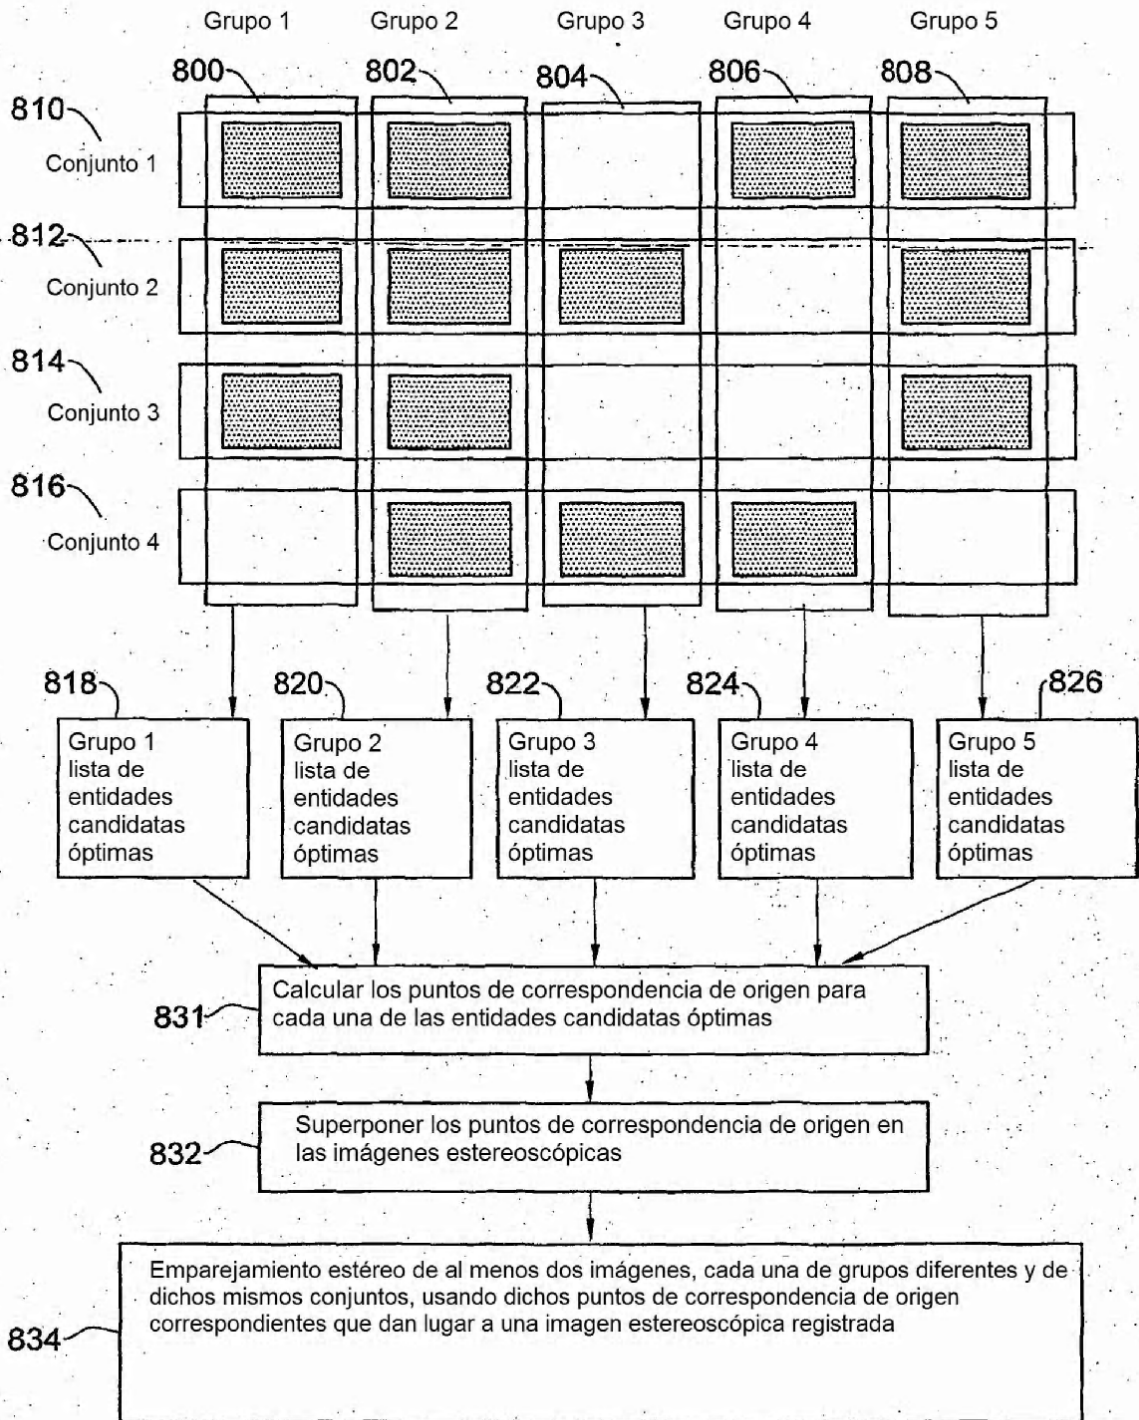 Grupo 1 Grupo 2 Grupo 3 Grupo 4 Grupo 5
800 802 804 806 808
810
Conjunto 1
812
Conjunto 2
814
Conjunto 3
816
Conjunto 4
818 820 822 824 826
Grupo 1
lista de
entidades
candidatas
óptimas
Grupo 2
lista de
entidades
candidatas
óptimas
Grupo 3
lista de
entidades
candidatas
óptimas
Grupo 4
lista de
entidades
candidatas
óptimas
Grupo 5
lista de
entidades
candidatas
óptimas
831
Calcular los puntos de correspondencia de origen para
cada una de las entidades candidatas óptimas
832
Superponer los puntos de correspondencia de origen en
las imágenes estereoscópicas
834
Emparejamiento estéreo de al menos dos imágenes, cada una de grupos diferentes y de
dichos mismos conjuntos, usando dichos puntos de correspondencia de origen
correspondientes que dan lugar a una imagen estereoscópica registrada